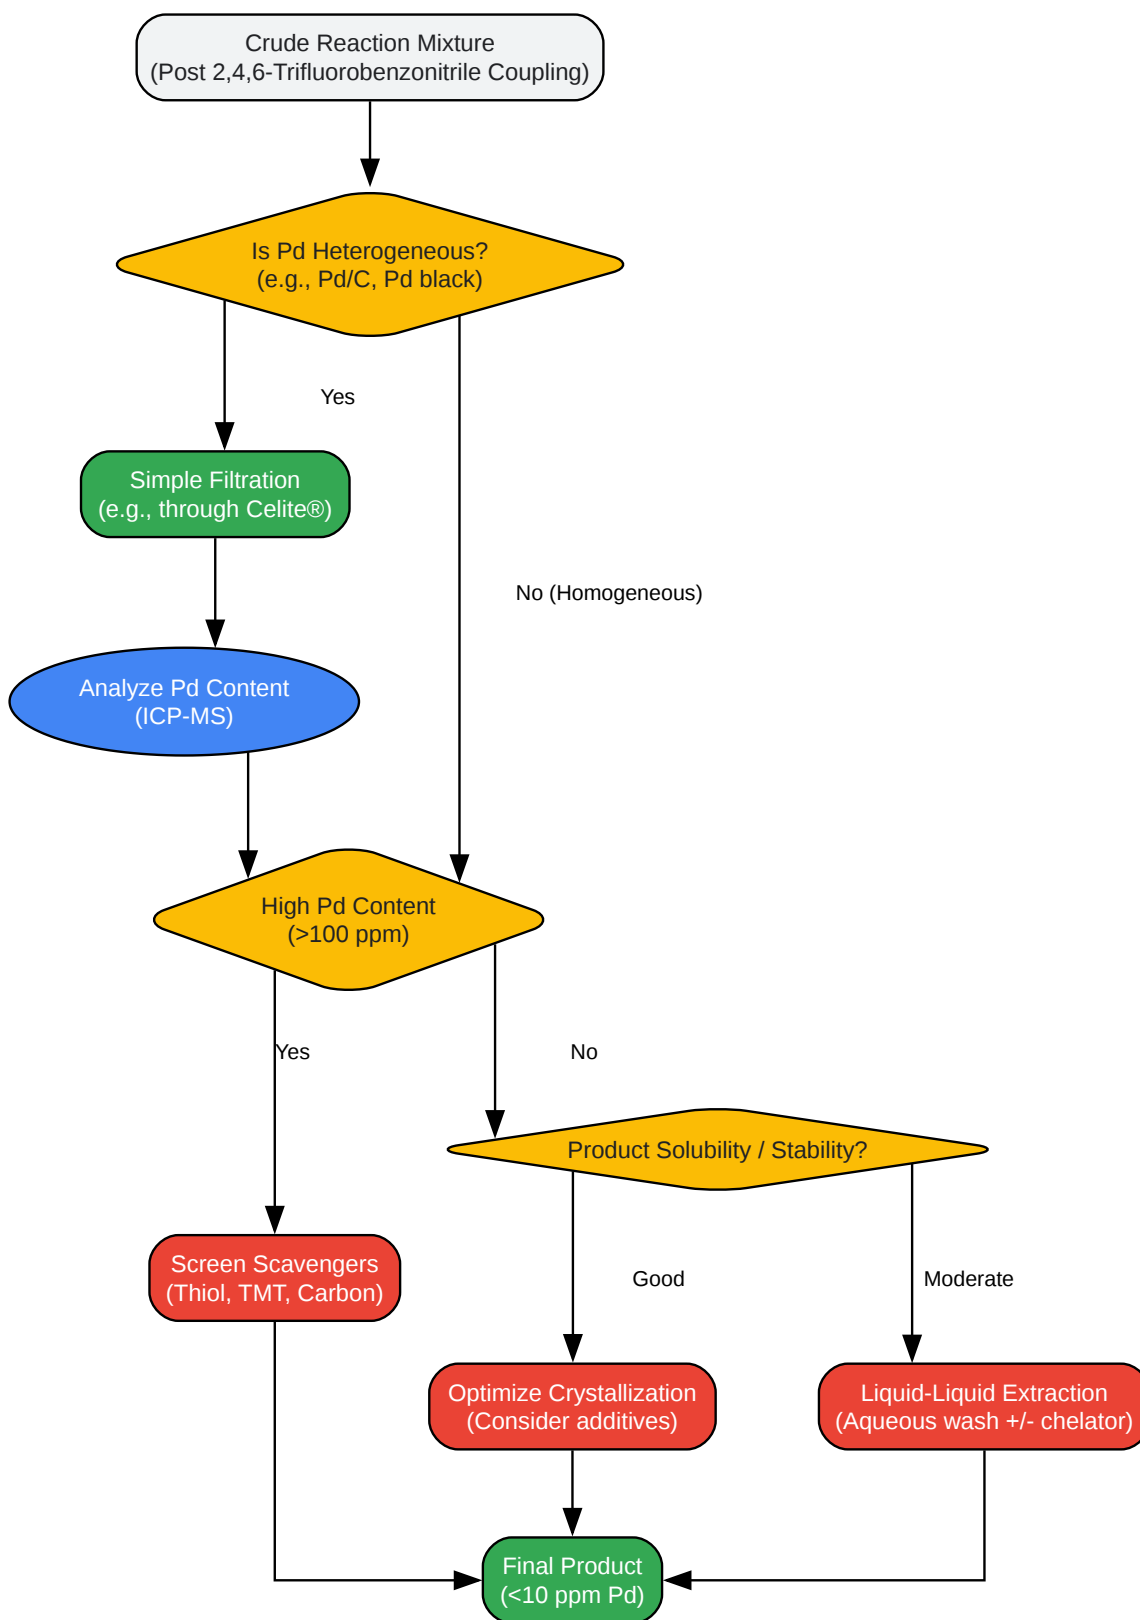 Crude Reaction Mixture
(Post 2,4,6-Trifluorobenzonitrile Coupling)
Is Pd Heterogeneous?
(e.g., Pd/C, Pd black)
Yes
Simple Filtration
(e.g., through Celite®)
No (Homogeneous)
Analyze Pd Content
(ICP-MS)
High Pd Content
(>100 ppm)
Yes
No
Product Solubility / Stability?
Screen Scavengers
(Thiol, TMT, Carbon)
Good
Moderate
Optimize Crystallization
(Consider additives)
Liquid-Liquid Extraction
(Aqueous wash +/- chelator)
Final Product
(<10 ppm Pd)